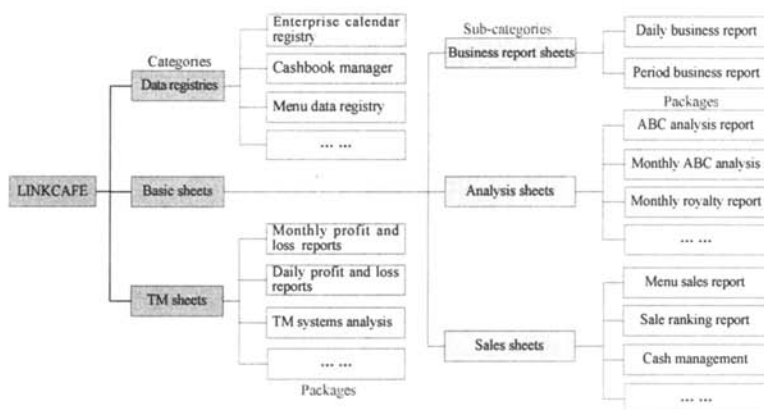 Categories
Data registries
Enterprise calendar
registry
Cashbook manager
Menu data registry
... ...
LINKCAFE
Basic sheets
TM sheets
Monthly profit and
loss reports
Daily profit and loss
reports
TM systems analysis
... ...
Packages
Sub-categories
Business report sheets
Daily business report
Period business report
Packages
Analysis sheets
ABC analysis report
Monthly ABC analysis
Monthly royalty report
... ...
Sales sheets
Menu sales report
Sale ranking report
Cash management
... ...